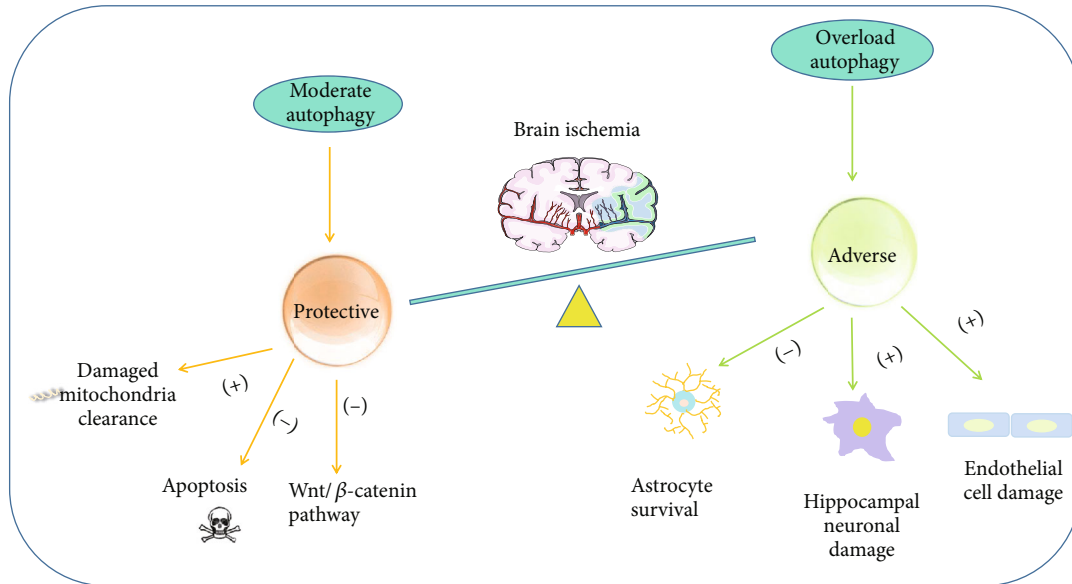 Overload
autophagy
Moderate
autophagy
Brain ischemia
Adverse
Protective
(+)
(−)
(+)
Damaged
mitochondria
clearance
(+)
(−)
(−)
Apoptosis
Wnt/ β-catenin
pathway
Astrocyte
survival
Hippocampal
neuronal
damage
Endothelial
cell damage